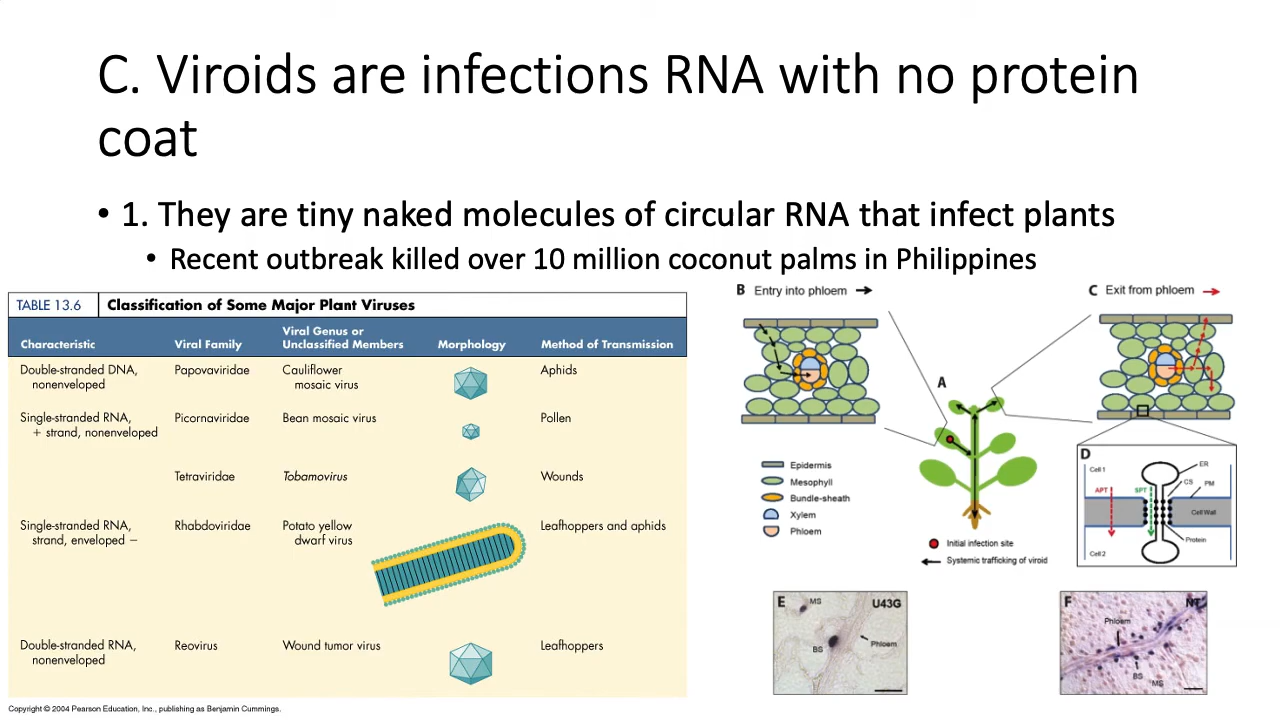 C. Viroids are infections RNA with no protein
coat
• 1. They are tiny naked molecules of circular RNA that infect plants
• Recent outbreak killed over 10 million coconut palms in Philippines
TABLE 13.6 Classification of Some Major Plant Viruses
Characteristic Viral Family Viral Genus or Unclassified Members Morphology Method of Transmission
Double-stranded DNA, Papovaviridae Cauliflower Aphids
nonenveloped mosaic virus
Single-stranded RNA, Picornaviridae Bean mosaic virus Pollen
+ strand, nonenveloped
Tetraviridae Tobamovirus Wounds
Single-stranded RNA, Rhabdoviridae Potato yellow Leafhoppers and aphids
strand, enveloped – dwarf virus
Double-stranded RNA, Reovirus Wound tumor virus Leafhoppers
nonenveloped
Copyright © 2004 Pearson Education, Inc., publishing as Benjamin Cummings.
B Entry into phloem
C Exit from phloem
A
Epidermis
Mesophyll
Bundle-sheath
Xylem
Phloem
Initial infection site
Systemic trafficking of viroid
D
Cell 1
ER
CS
PM
APT
SPT
Cell Wall
Protein
Cell 2
E MS U43G
BS Phloem
F NT
Phloem
BS
MS